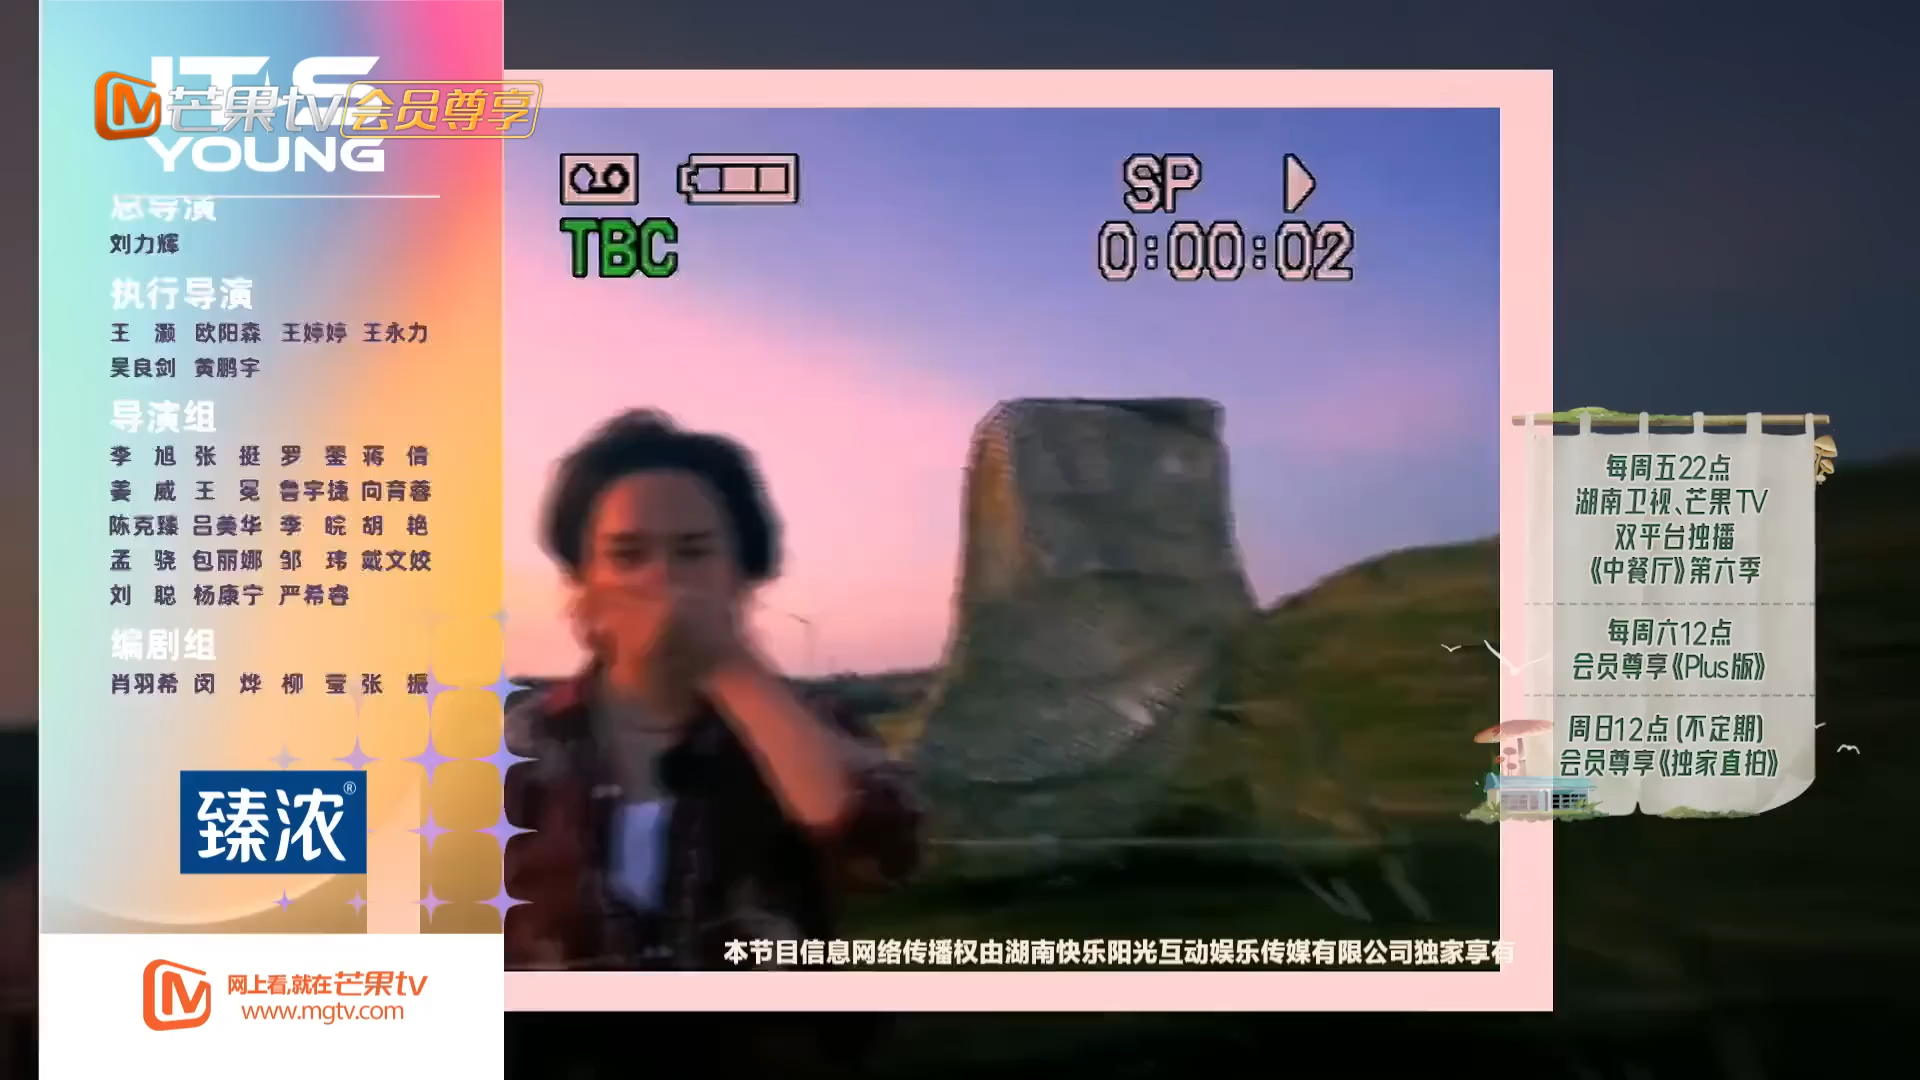 IT'S
YOUNG
芒果tv 会员尊享
总导演
刘力辉
执行导演
王 灏 欧阳森 王婷婷 王永力
吴良剑 黄鹏宇
导演组
李 旭 张 挺 罗 蓥 蒋 倩
姜 威 王 冕 鲁宇捷 向育蓉
陈克臻 吕美华 李 皖 胡 艳
孟 骁 包丽娜 邹 玮 戴文姣
刘 聪 杨康宁 严希睿
编剧组
肖羽希 闵 烨 柳 莹 张 振
臻浓®
网上看,就在芒果tv
www.mgtv.com
SP
TBC
0:00:02
本节目信息网络传播权由湖南快乐阳光互动娱乐传媒有限公司独家享有
每周五22点
湖南卫视、芒果TV
双平台独播
《中餐厅》第六季
每周六12点
会员尊享《Plus版》
周日12点(不定期)
会员尊享《独家直拍》